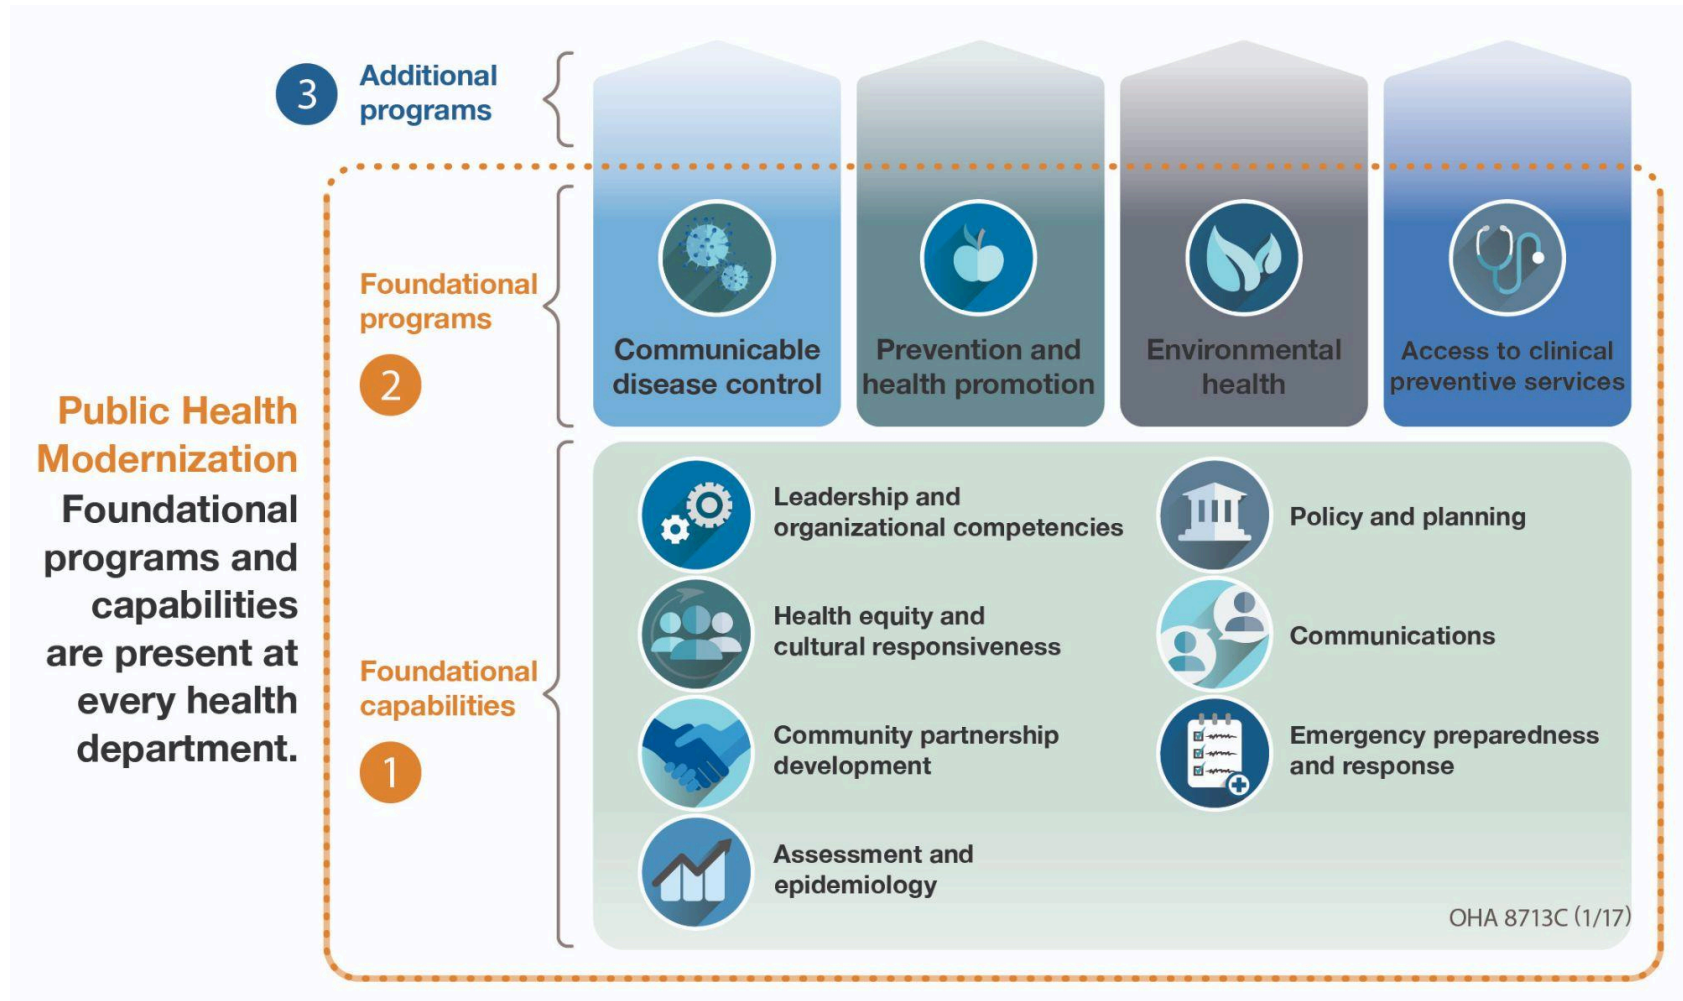 3
Additional
programs
Foundational
programs
2
Communicable
disease control
Prevention and
health promotion
Environmental
health
Access to clinical
preventive services
Public Health
Modernization
Foundational
programs and
capabilities
are present at
every health
department.
Foundational
capabilities
1
Leadership and
organizational competencies
Health equity and
cultural responsiveness
Community partnership
development
Assessment and
epidemiology
Policy and planning
Communications
Emergency preparedness
and response
OHA 8713C (1/17)